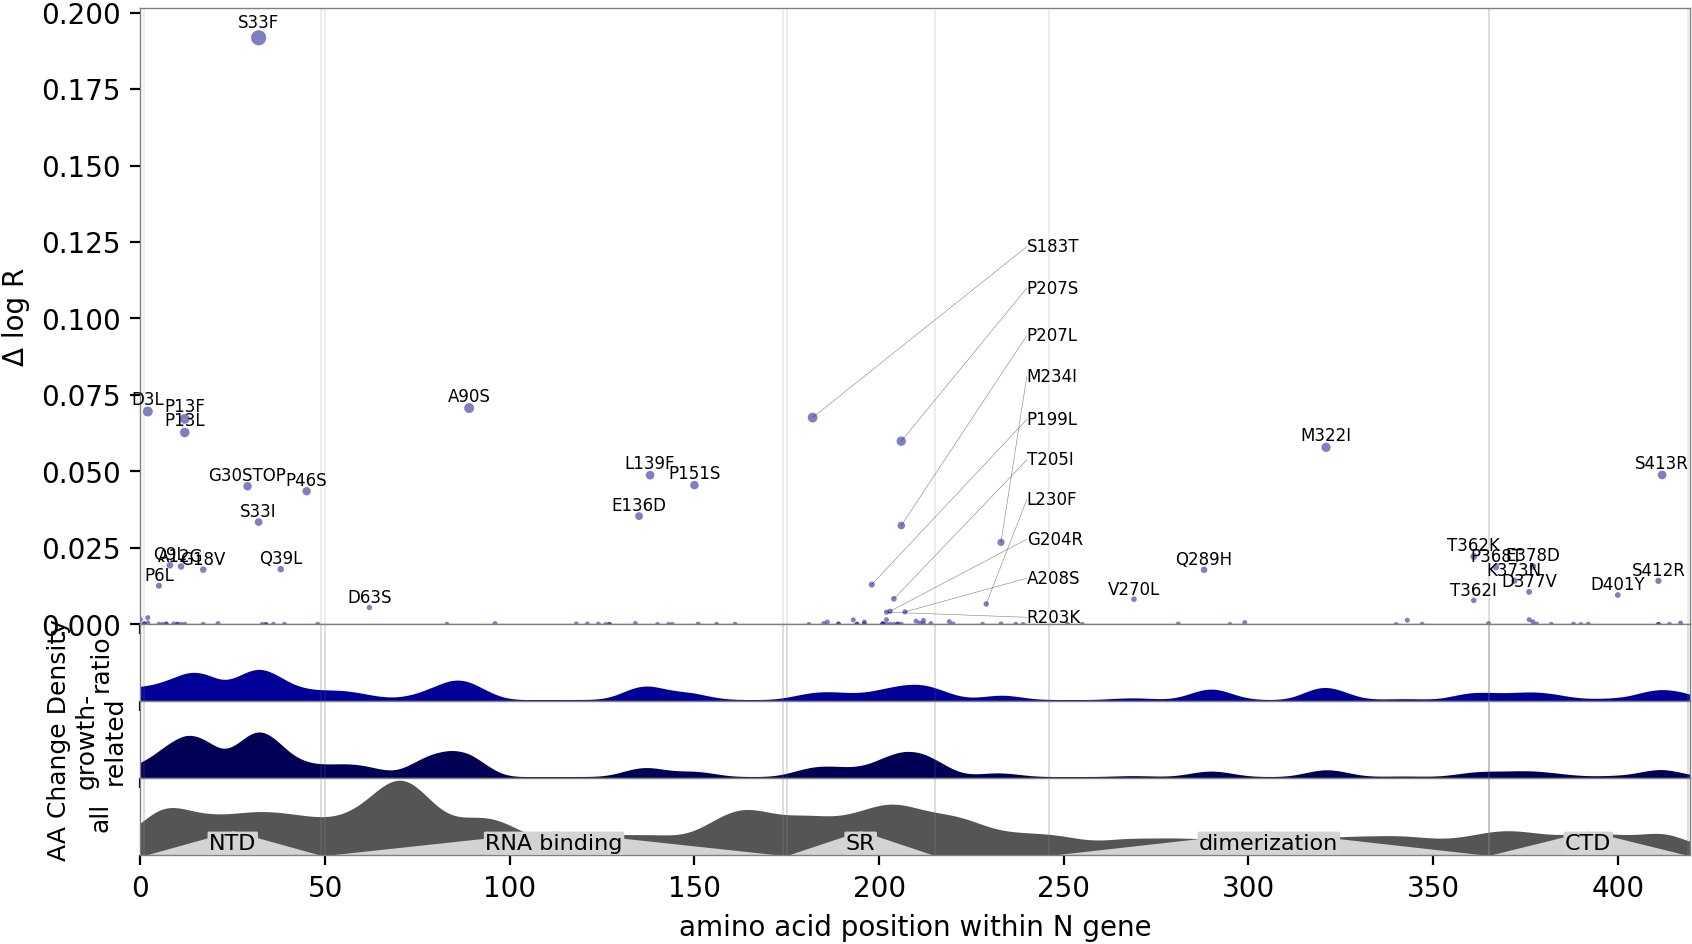 0.200
0.175
0.150
0.125
0.100
0.075
0.050
0.025
0.000
Δ log R
S33F
S183T
P207S
P207L
M234I
P199L
T205I
L230F
G204R
A208S
R203K
D3L
P13F
P13L
A90S
M322I
G30STOP
P46S
L139F
P151S
S413R
S33I
E136D
Q9L
A12G
G18V
Q39L
P6L
D63S
Q289H
V270L
T362K
P368T
E378D
K373N
D377V
T362I
S412R
D401Y
AA Change Density
ratio
growth-
related
all
NTD
RNA binding
SR
dimerization
CTD
0
50
100
150
200
250
300
350
400
amino acid position within N gene